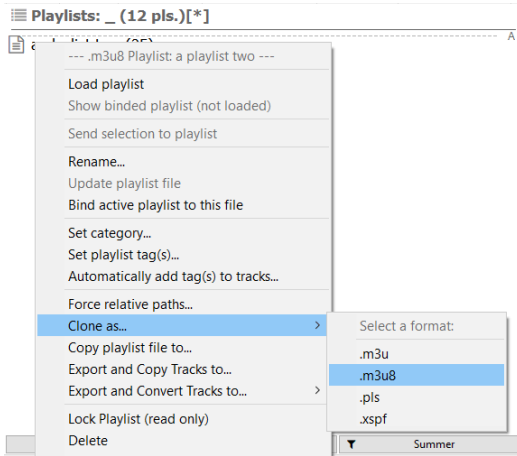 Playlists: _ (12 pls.)[*]
A
--- .m3u8 Playlist: a playlist two ---
Load playlist
Show binded playlist (not loaded)
Send selection to playlist
Rename...
Update playlist file
Bind active playlist to this file
Set category...
Set playlist tag(s)...
Automatically add tag(s) to tracks...
Force relative paths...
Clone as...
Select a format:
.m3u
.m3u8
.pls
.xspf
Copy playlist file to...
Export and Copy Tracks to...
Export and Convert Tracks to...
Lock Playlist (read only)
Delete
Summer